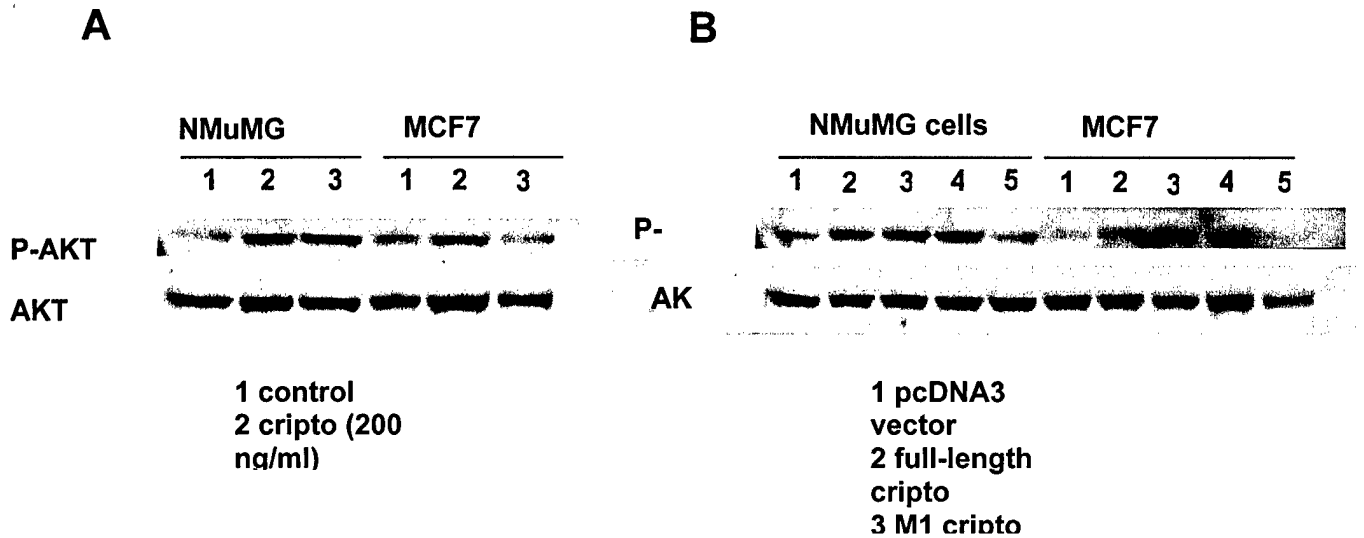 A
B
NMuMG MCF7
1 2 3 1 2 3
P-AKT
AKT
1 control
2 cripto (200
ng/ml)
NMuMG cells MCF7
1 2 3 4 5 1 2 3 4 5
P-
AK
1 pcDNA3
vector
2 full-length
cripto
3 M1 cripto